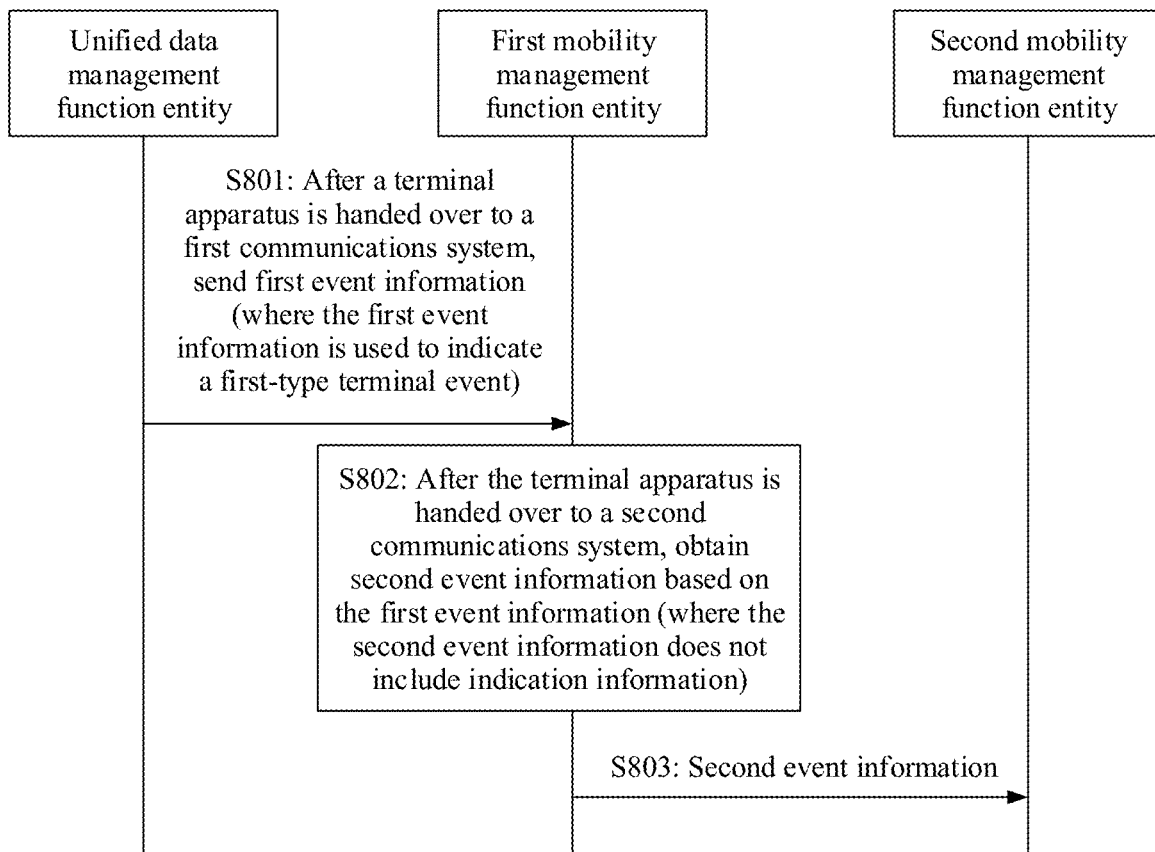 Unified data
management
function entity
First mobility
management
function entity
Second mobility
management
function entity
S801: After a terminal
apparatus is handed over to a
first communications system,
send first event information
(where the first event
information is used to indicate
a first-type terminal event)
S802: After the terminal apparatus is
handed over to a second
communications system, obtain
second event information based on
the first event information (where the
second event information does not
include indication information)
S803: Second event information